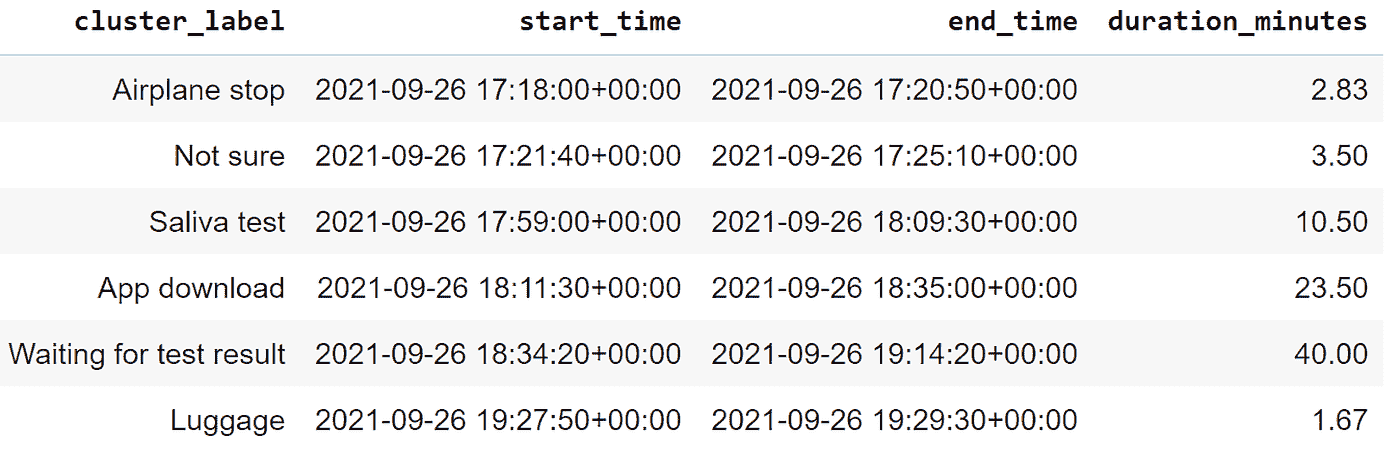 cluster_label start_time end_time duration_minutes
Airplane stop 2021-09-26 17:18:00+00:00 2021-09-26 17:20:50+00:00 2.83
Not sure 2021-09-26 17:21:40+00:00 2021-09-26 17:25:10+00:00 3.50
Saliva test 2021-09-26 17:59:00+00:00 2021-09-26 18:09:30+00:00 10.50
App download 2021-09-26 18:11:30+00:00 2021-09-26 18:35:00+00:00 23.50
Waiting for test result 2021-09-26 18:34:20+00:00 2021-09-26 19:14:20+00:00 40.00
Luggage 2021-09-26 19:27:50+00:00 2021-09-26 19:29:30+00:00 1.67